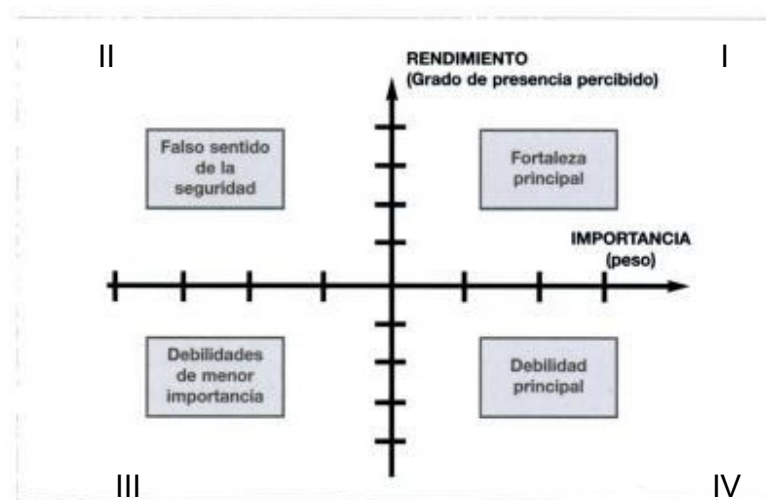 II
I
RENDIMIENTO
(Grado de presencia percibido)
Falso sentido
de la
seguridad
Fortaleza
principal
IMPORTANCIA
(peso)
Debilidades
de menor
importancia
Debilidad
principal
III
IV